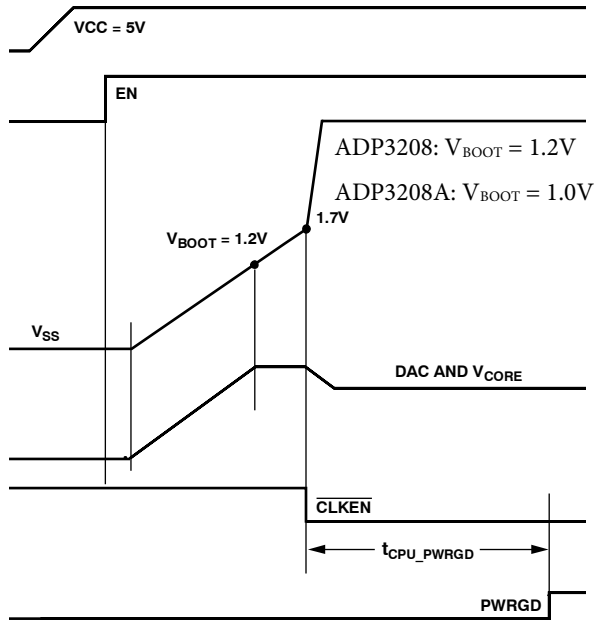 VCC = 5V
EN
ADP3208: VBOOT = 1.2V
ADP3208A: VBOOT = 1.0V
1.7V
VBOOT = 1.2V
VSS
DAC AND VCORE
CLKEN
tCPU_PWRGD
PWRGD